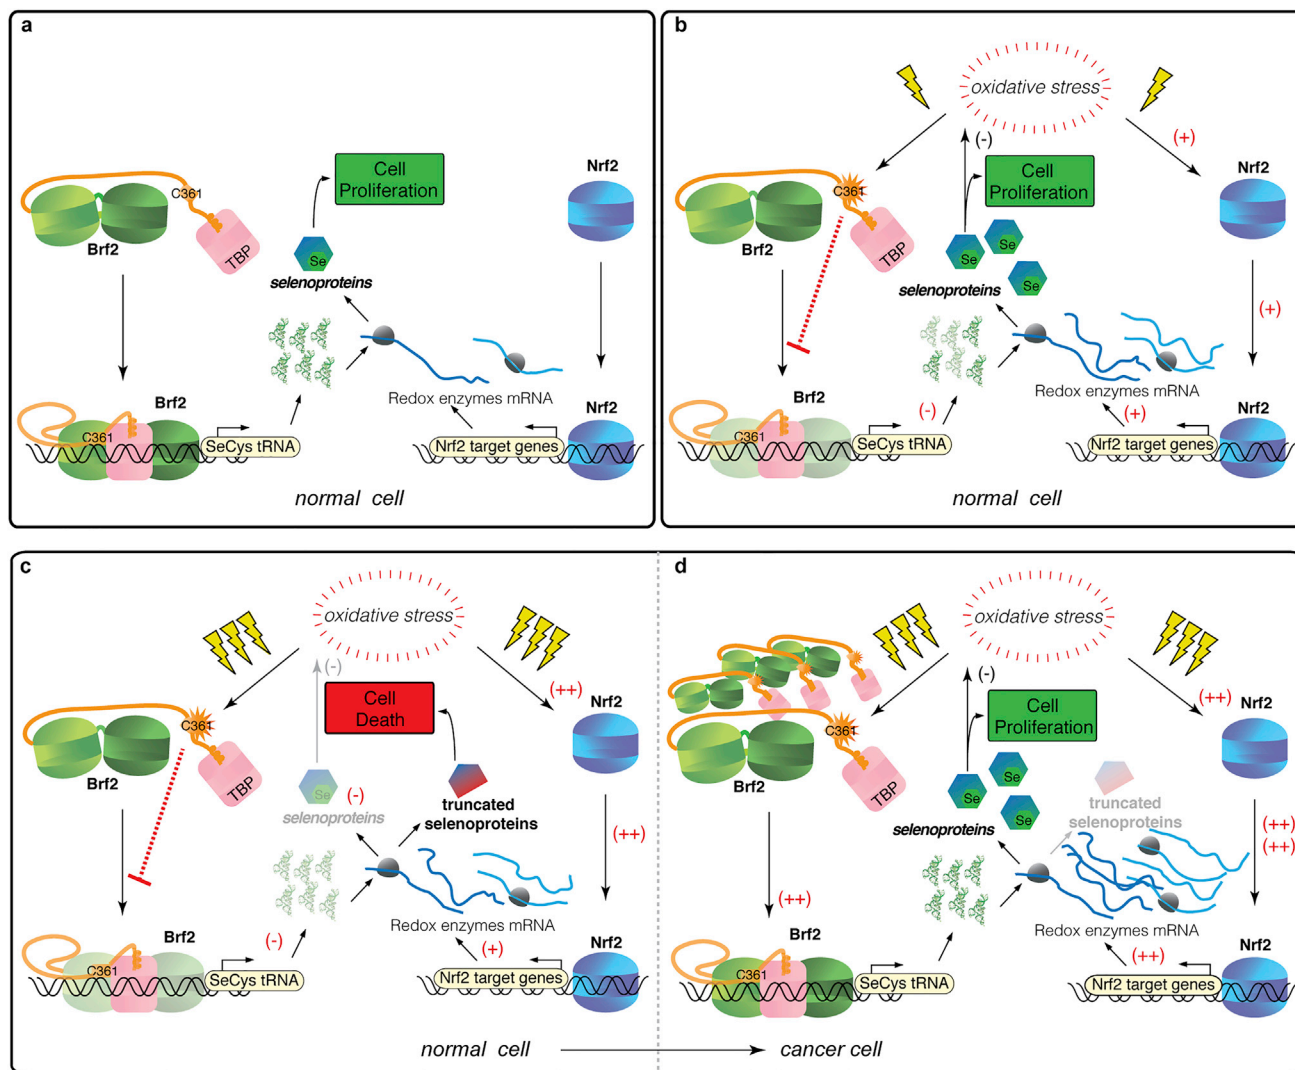 a
C361
Cell
Proliferation
Nrf2
Brf2
TBP
Se
selenoproteins
Redox enzymes mRNA
Brf2
Nrf2
C361
SeCys tRNA
Nrf2 target genes
normal cell
b
oxidative stress
(-)
(+)
Cell
Proliferation
Nrf2
C361
Brf2
TBP
Se
Se
Se
selenoproteins
(+)
Redox enzymes mRNA
Brf2
(-)
(+)
Nrf2
C361
SeCys tRNA
Nrf2 target genes
normal cell
c
oxidative stress
(-)
(++)
Cell
Death
Nrf2
C361
Brf2
TBP
Se
(-)
selenoproteins
truncated
selenoproteins
(++)
Redox enzymes mRNA
Brf2
(-)
(+)
Nrf2
C361
SeCys tRNA
Nrf2 target genes
normal cell
d
oxidative stress
(-)
(++)
Cell
Proliferation
Nrf2
C361
Brf2
TBP
Se
Se
Se
selenoproteins
truncated
selenoproteins
(++)
(++)
(++)
Redox enzymes mRNA
Brf2
(++)
Nrf2
C361
SeCys tRNA
Nrf2 target genes
cancer cell